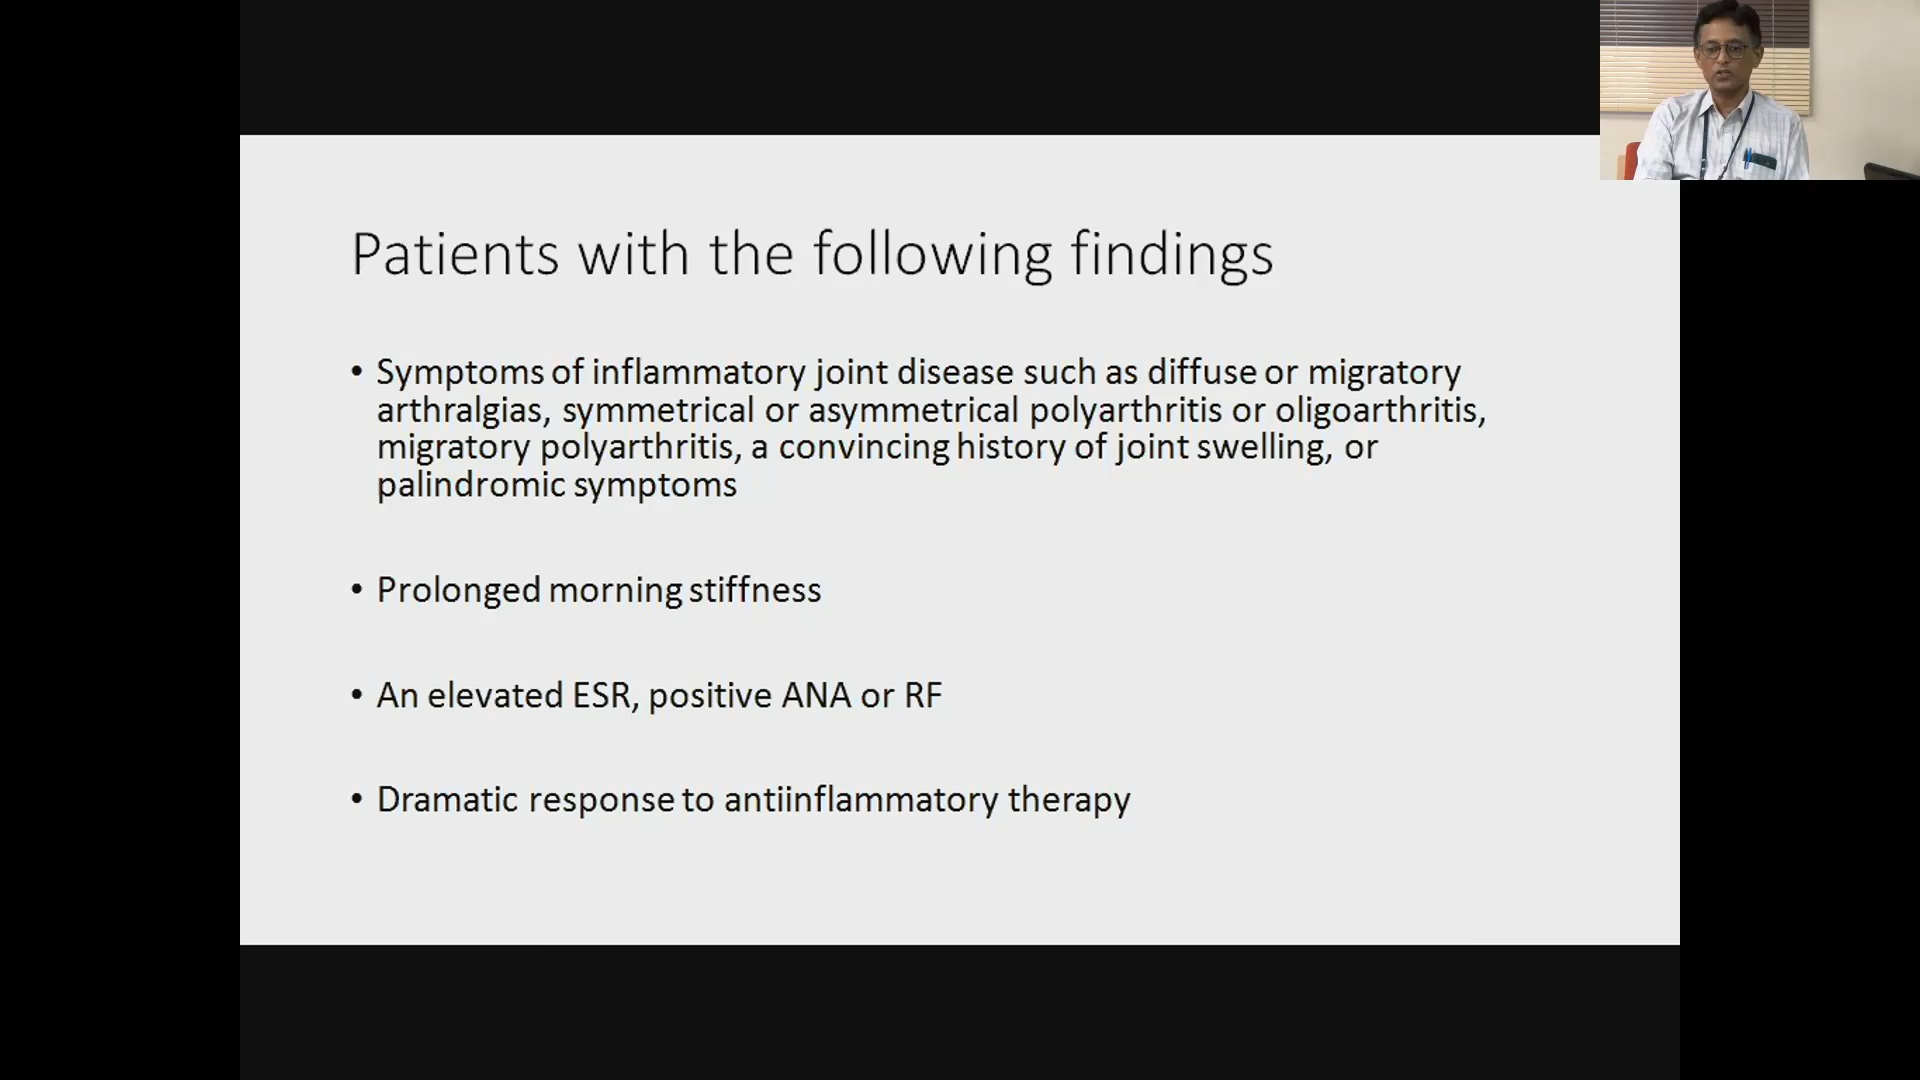 Patients with the following findings
• Symptoms of inflammatory joint disease such as diffuse or migratory
arthralgias, symmetrical or asymmetrical polyarthritis or oligoarthritis,
migratory polyarthritis, a convincing history of joint swelling, or
palindromic symptoms
• Prolonged morning stiffness
• An elevated ESR, positive ANA or RF
• Dramatic response to antiinflammatory therapy